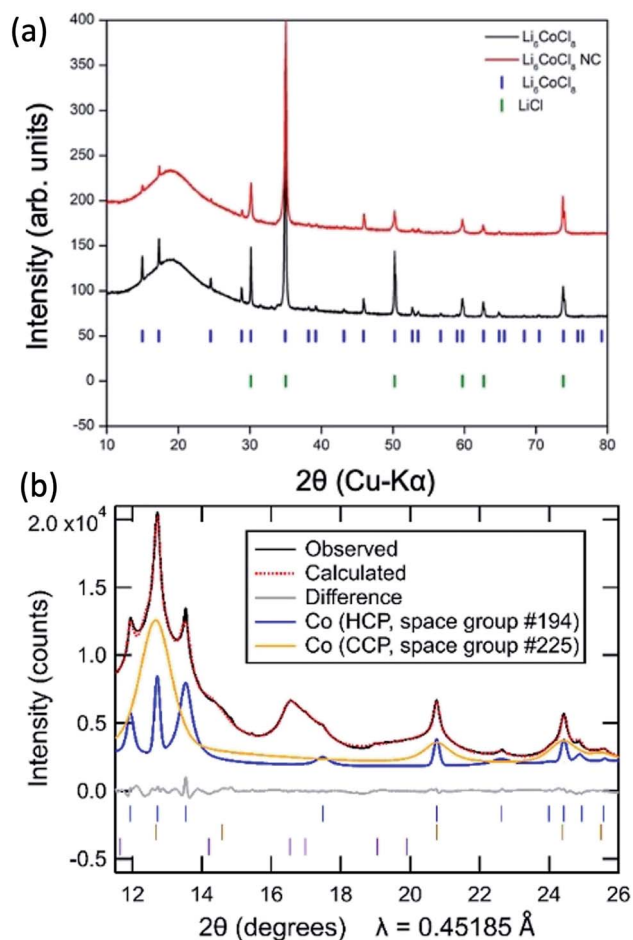 (a)
400
350
300
250
200
150
100
50
0
-50
Intensity (arb. units)
Li₆CoCl₈
Li₆CoCl₈ NC
Li₆CoCl₈
LiCl
10 20 30 40 50 60 70 80
2θ (Cu-Kα)
(b)
2.0 x10⁴
1.5
1.0
0.5
0.0
-0.5
Intensity (counts)
Observed
Calculated
Difference
Co (HCP, space group #194)
Co (CCP, space group #225)
12 14 16 18 20 22 24 26
2θ (degrees) λ = 0.45185 Å